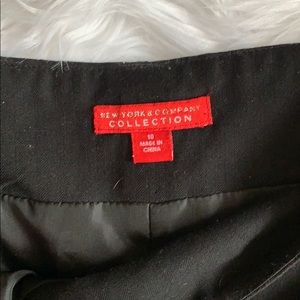 NEW YORK & COMPANY
COLLECTION
10
MADE IN
CHINA